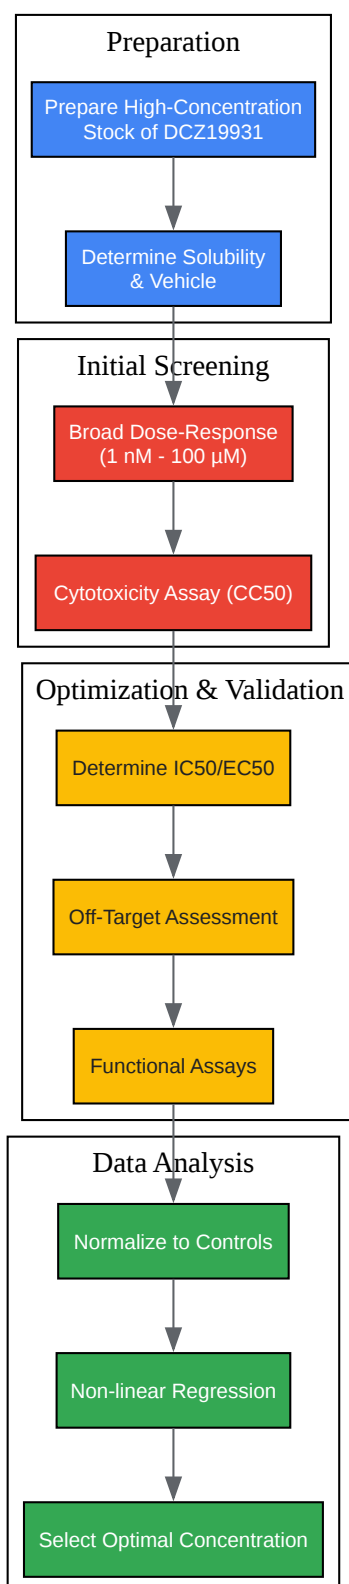 Preparation
Prepare High-Concentration
Stock of DCZ19931
Determine Solubility
& Vehicle
Initial Screening
Broad Dose-Response
(1 nM - 100 µM)
Cytotoxicity Assay (CC50)
Optimization & Validation
Determine IC50/EC50
Off-Target Assessment
Functional Assays
Data Analysis
Normalize to Controls
Non-linear Regression
Select Optimal Concentration